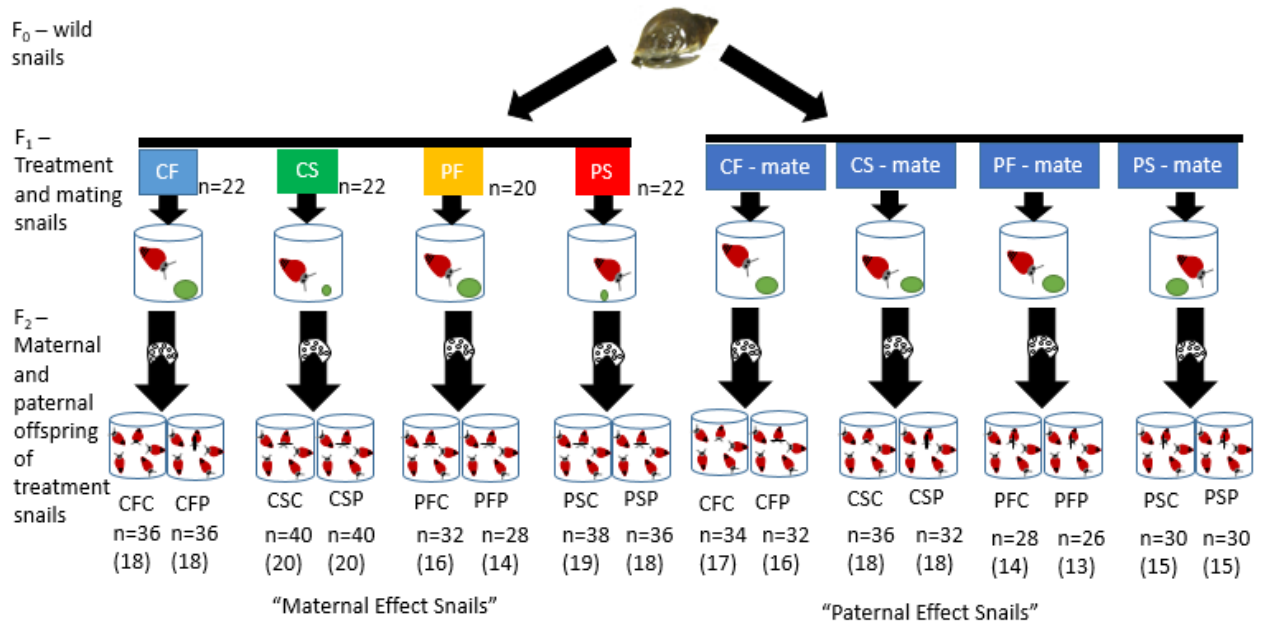 F0 – wild
snails
F1 –
Treatment
and mating
snails
CF
n=22
CS
n=22
PF
n=20
PS
n=22
CF - mate
CS - mate
PF - mate
PS - mate
F2 –
Maternal
and
paternal
offspring
of
treatment
snails
CFC CFP CSC CSP PFC PFP PSC PSP CFC CFP CSC CSP PFC PFP PSC PSP
n=36 n=36 n=40 n=40 n=32 n=28 n=38 n=36 n=34 n=32 n=36 n=32 n=28 n=26 n=30 n=30
(18) (18) (20) (20) (16) (14) (19) (18) (17) (16) (18) (18) (14) (13) (15) (15)
“Maternal Effect Snails” “Paternal Effect Snails”